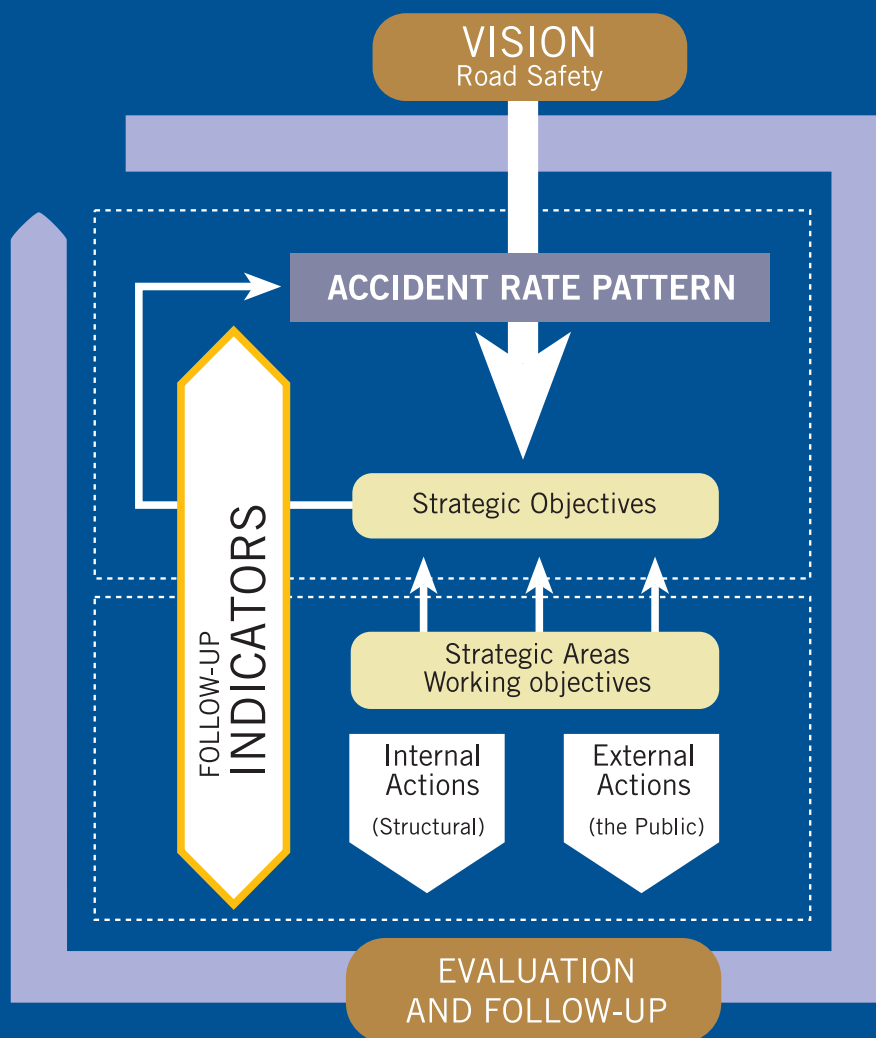 VISION
Road Safety
ACCIDENT RATE PATTERN
Strategic Objectives
FOLLOW-UP
INDICATORS
Strategic Areas
Working objectives
Internal
Actions
(Structural)
External
Actions
(the Public)
EVALUATION
AND FOLLOW-UP